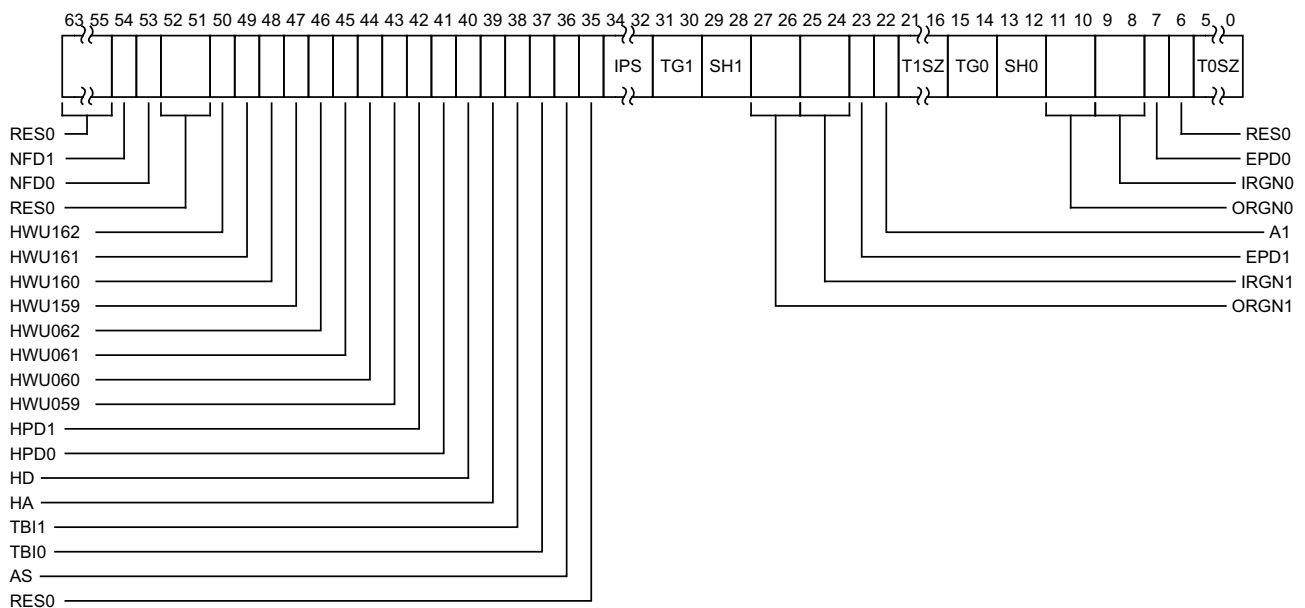 63 55 54 53 52 51 50 49 48 47 46 45 44 43 42 41 40 39 38 37 36 35 34 32 31 30 29 28 27 26 25 24 23 22 21 16 15 14 13 12 11 10 9 8 7 6 5 0
IPS TG1 SH1 T1SZ TG0 SH0 T0SZ
RES0 RES0
NFD1 EPD0
NFD0 IRGN0
RES0 ORGN0
HWU162 A1
HWU161 EPD1
HWU160 IRGN1
HWU159 ORGN1
HWU062
HWU061
HWU060
HWU059
HPD1
HPD0
HD
HA
TBI1
TBI0
AS
RES0